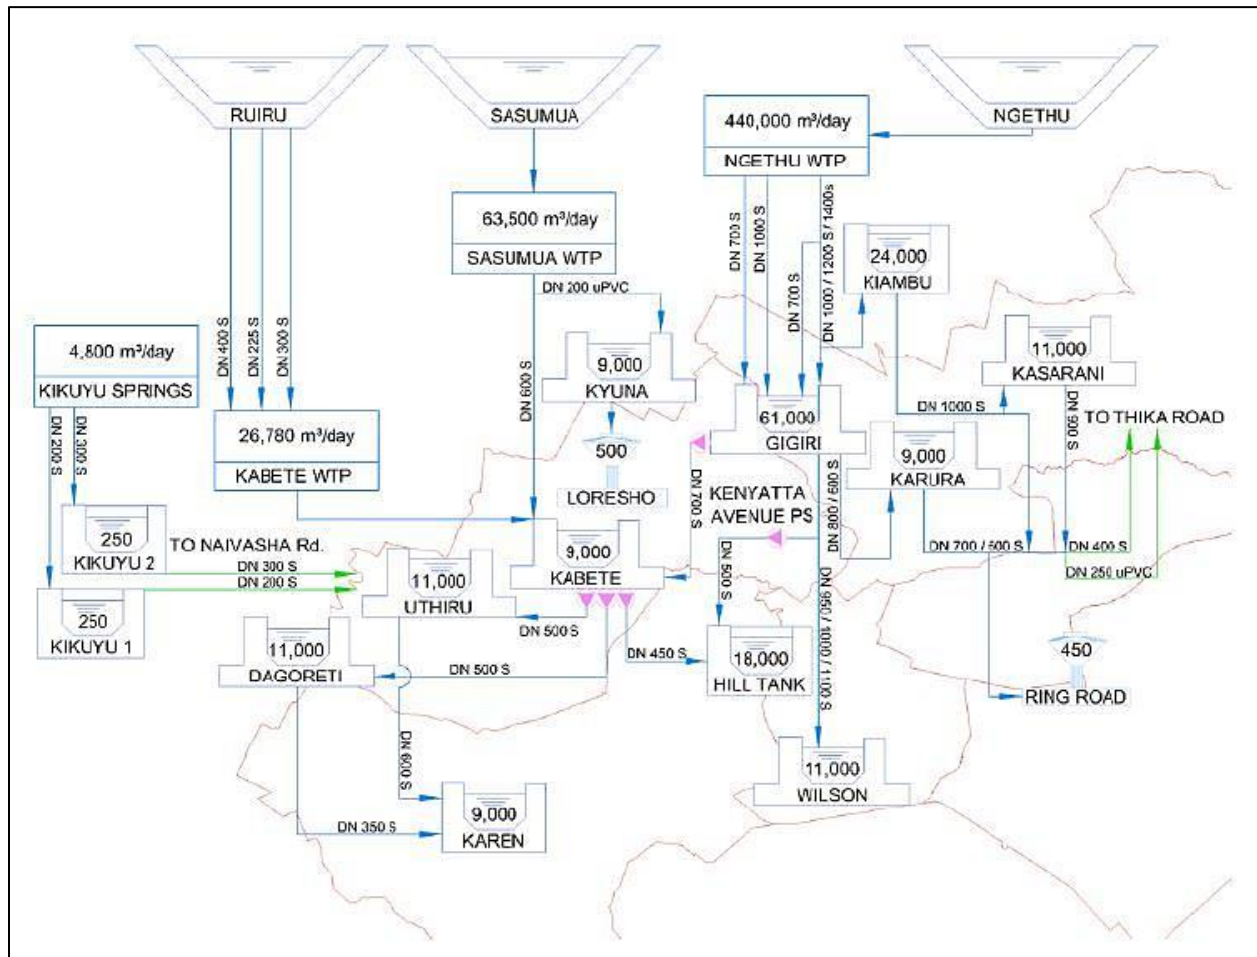 RUIRU
SASUMUA
NGETHU
440,000 m³/day
NGETHU WTP
63,500 m³/day
SASUMUA WTP
DN 700 S
DN 1000 S
DN 700 S
DN 1000 / 1200 S / 1400s
24,000
KIAMBU
DN 200 uPVC
DN 400 S
DN 225 S
DN 300 S
4,800 m³/day
KIKUYU SPRINGS
DN 600 S
9,000
KYUNA
11,000
KASARANI
DN 200 S
DN 300 S
26,780 m³/day
KABETE WTP
500
LORESHO
61,000
GIGIRI
DN 1000 S
DN 900 S
TO THIKA ROAD
9,000
KARURA
DN 700 S
KENYATTA
AVENUE PS
DN 800 / 600 S
250
KIKUYU 2
TO NAIVASHA Rd.
DN 300 S
DN 200 S
11,000
UTHIRU
9,000
KABETE
DN 500 S
DN 700 / 600 S
DN 400 S
DN 250 uPVC
250
KIKUYU 1
DN 500 S
DN 950 / 1000 / 1100 S
11,000
DAGORETI
DN 500 S
DN 450 S
18,000
HILL TANK
450
RING ROAD
DN 600 S
11,000
WILSON
DN 350 S
9,000
KAREN